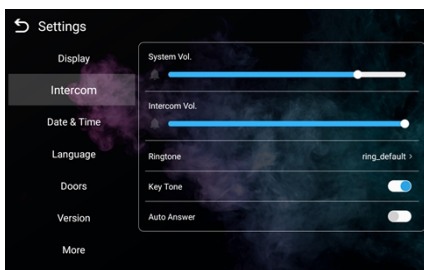 Settings
Display
Intercom
Date & Time
Language
Doors
Version
More
System Vol.
Intercom Vol.
Ringtone
ring_default >
Key Tone
Auto Answer